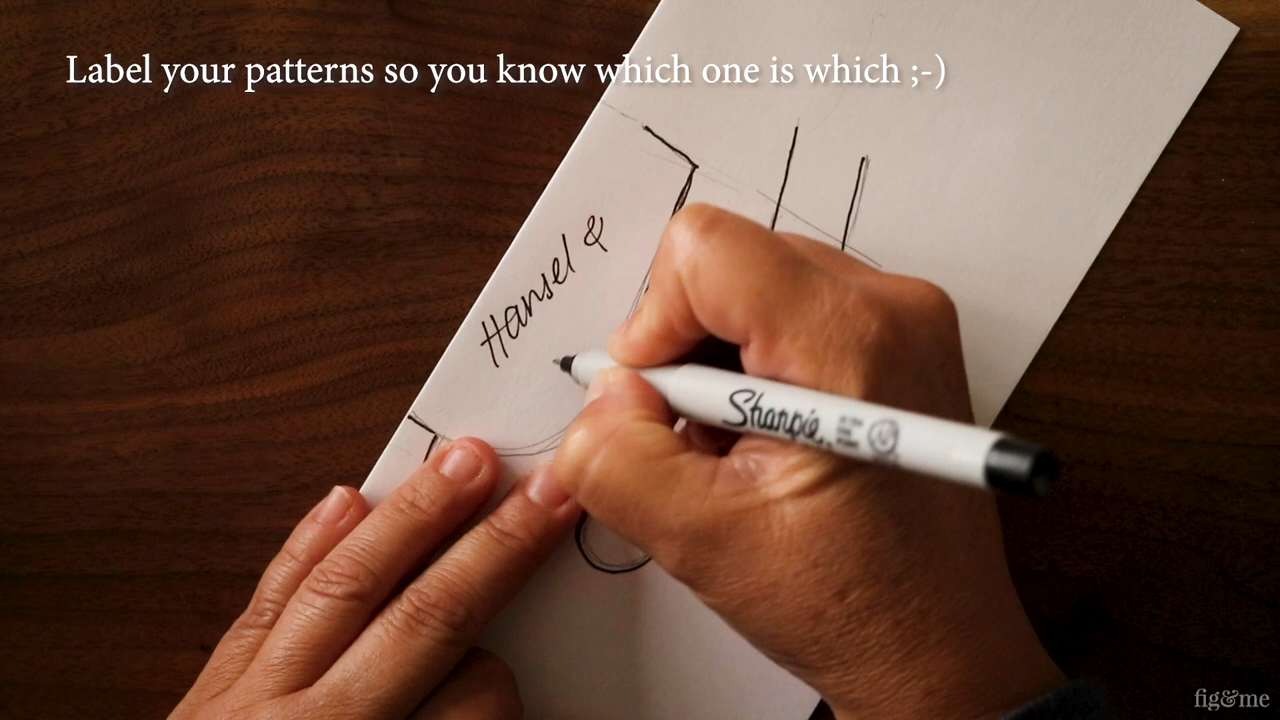 Label your patterns so you know which one is which ;-)
Hansel &
Sharpie
fig&me